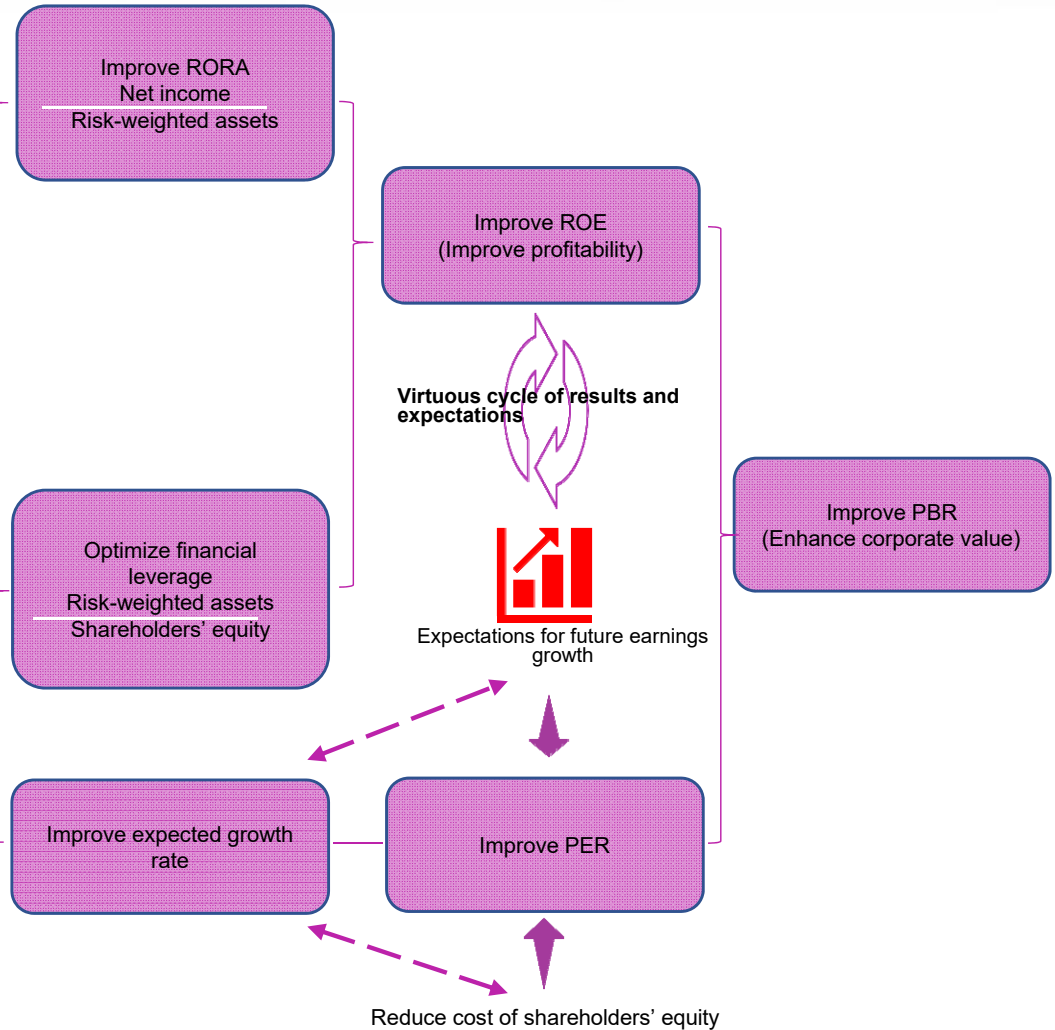 Improve RORA
Net income
Risk-weighted assets
Improve ROE
(Improve profitability)
Virtuous cycle of results and
expectations
Optimize financial
leverage
Risk-weighted assets
Shareholders’ equity
Improve PBR
(Enhance corporate value)
Expectations for future earnings
growth
Improve expected growth
rate
Improve PER
Reduce cost of shareholders’ equity